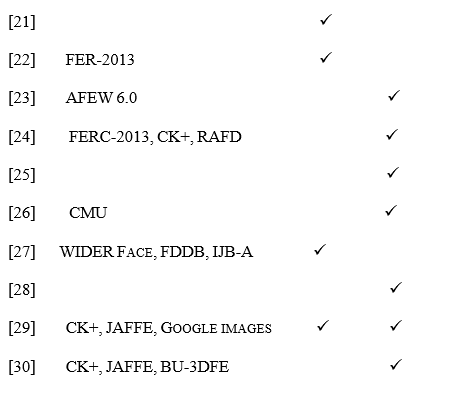 [21] ✓
[22] FER-2013 ✓
[23] AFEW 6.0 ✓
[24] FERC-2013, CK+, RAFD ✓
[25] ✓
[26] CMU ✓
[27] WIDER FACE, FDDB, IJB-A ✓
[28] ✓
[29] CK+, JAFFE, GOOGLE IMAGES ✓ ✓
[30] CK+, JAFFE, BU-3DFE ✓